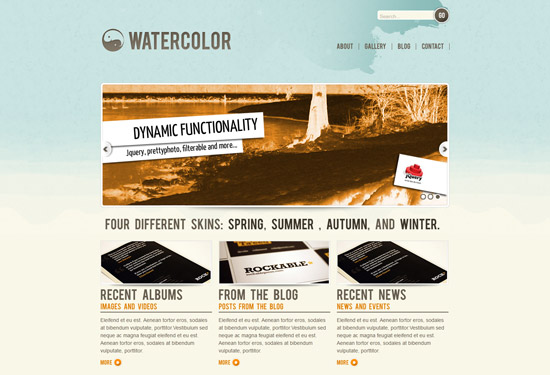 Search
GO
WATERCOLOR
ABOUT | GALLERY | BLOG | CONTACT |
DYNAMIC FUNCTIONALITY
Jquery, prettyphoto, filterable and more...
jquery
FOUR DIFFERENT SKINS: SPRING, SUMMER , AUTUMN, AND WINTER.
ROCK
ROCKABLE
ROCK
RECENT ALBUMS
IMAGES AND VIDEOS
Eleifend et eu est. Aenean tortor eros, sodales
at bibendum vulputate, porttitor.Vestibulum sed
neque ac magna feugiat eleifend et eu est.
Aenean tortor eros, sodales at bibendum
vulputate, porttitor.
MORE
FROM THE BLOG
POSTS FROM THE BLOG
Eleifend et eu est. Aenean tortor eros, sodales
at bibendum vulputate, porttitor.Vestibulum sed
neque ac magna feugiat eleifend et eu est.
Aenean tortor eros, sodales at bibendum
vulputate, porttitor.
MORE
RECENT NEWS
NEWS AND EVENTS
Eleifend et eu est. Aenean tortor eros, sodales
at bibendum vulputate, porttitor.Vestibulum sed
neque ac magna feugiat eleifend et eu est.
Aenean tortor eros, sodales at bibendum
vulputate, porttitor.
MORE